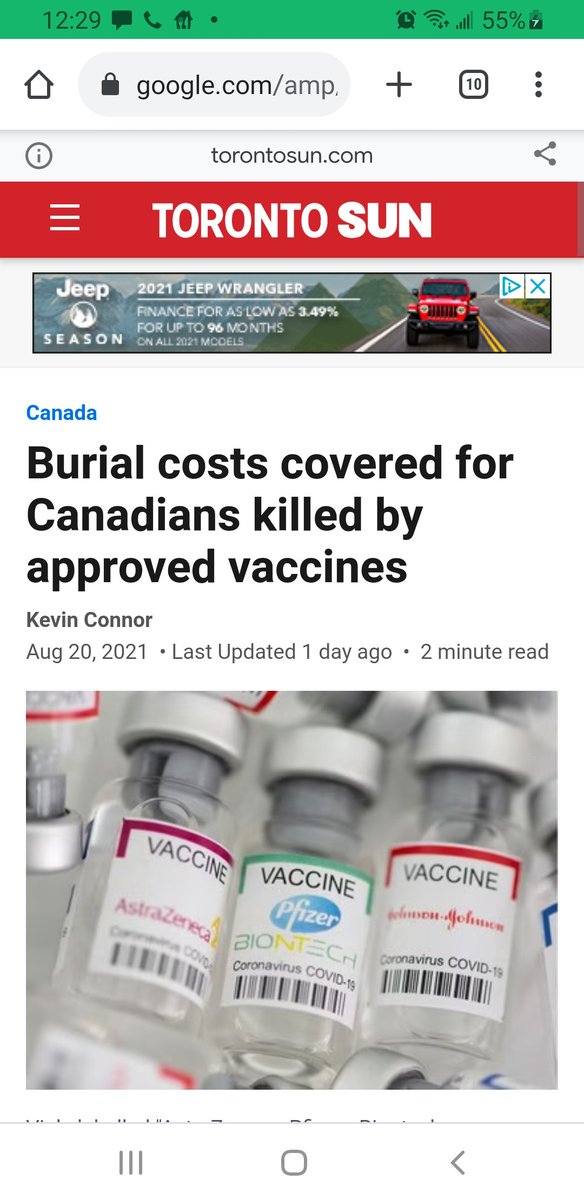 12:29 55%
google.com/amp
10
torontosun.com
TORONTO SUN
Jeep
SEASON
2021 JEEP WRANGLER
FINANCE FOR AS LOW AS 3.49%
FOR UP TO 96 MONTHS
ON ALL 2021 MODELS
Canada
Burial costs covered for
Canadians killed by
approved vaccines
Kevin Connor
Aug 20, 2021 • Last Updated 1 day ago • 2 minute read
VACCINE
AstraZeneca
Coronavirus COVID
VACCINE
Pfizer
BIONTECH
Coronavirus COVID-19
VACCINE
Johnson & Johnson
Coronavirus COVID-19